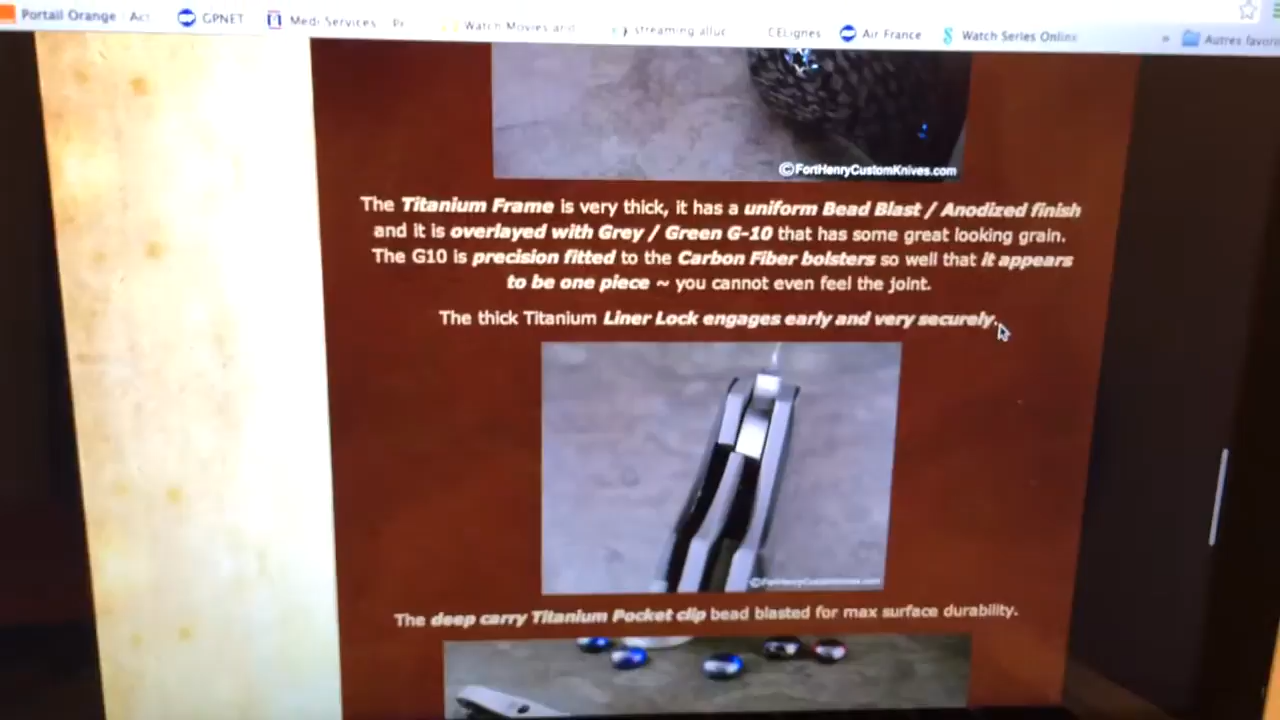 Portail Orange
GPNET
Medi Services
Watch Movies and
streaming alluc
CELignes
Air France
Watch Series Online
»
Autres favoris
©FortHenryCustomKnives.com
The Titanium Frame is very thick, it has a uniform Bead Blast / Anodized finish
and it is overlayed with Grey / Green G-10 that has some great looking grain.
The G10 is precision fitted to the Carbon Fiber bolsters so well that it appears
to be one piece ~ you cannot even feel the joint.
The thick Titanium Liner Lock engages early and very securely.
©FortHenryCustomKnives.com
The deep carry Titanium Pocket clip bead blasted for max surface durability.